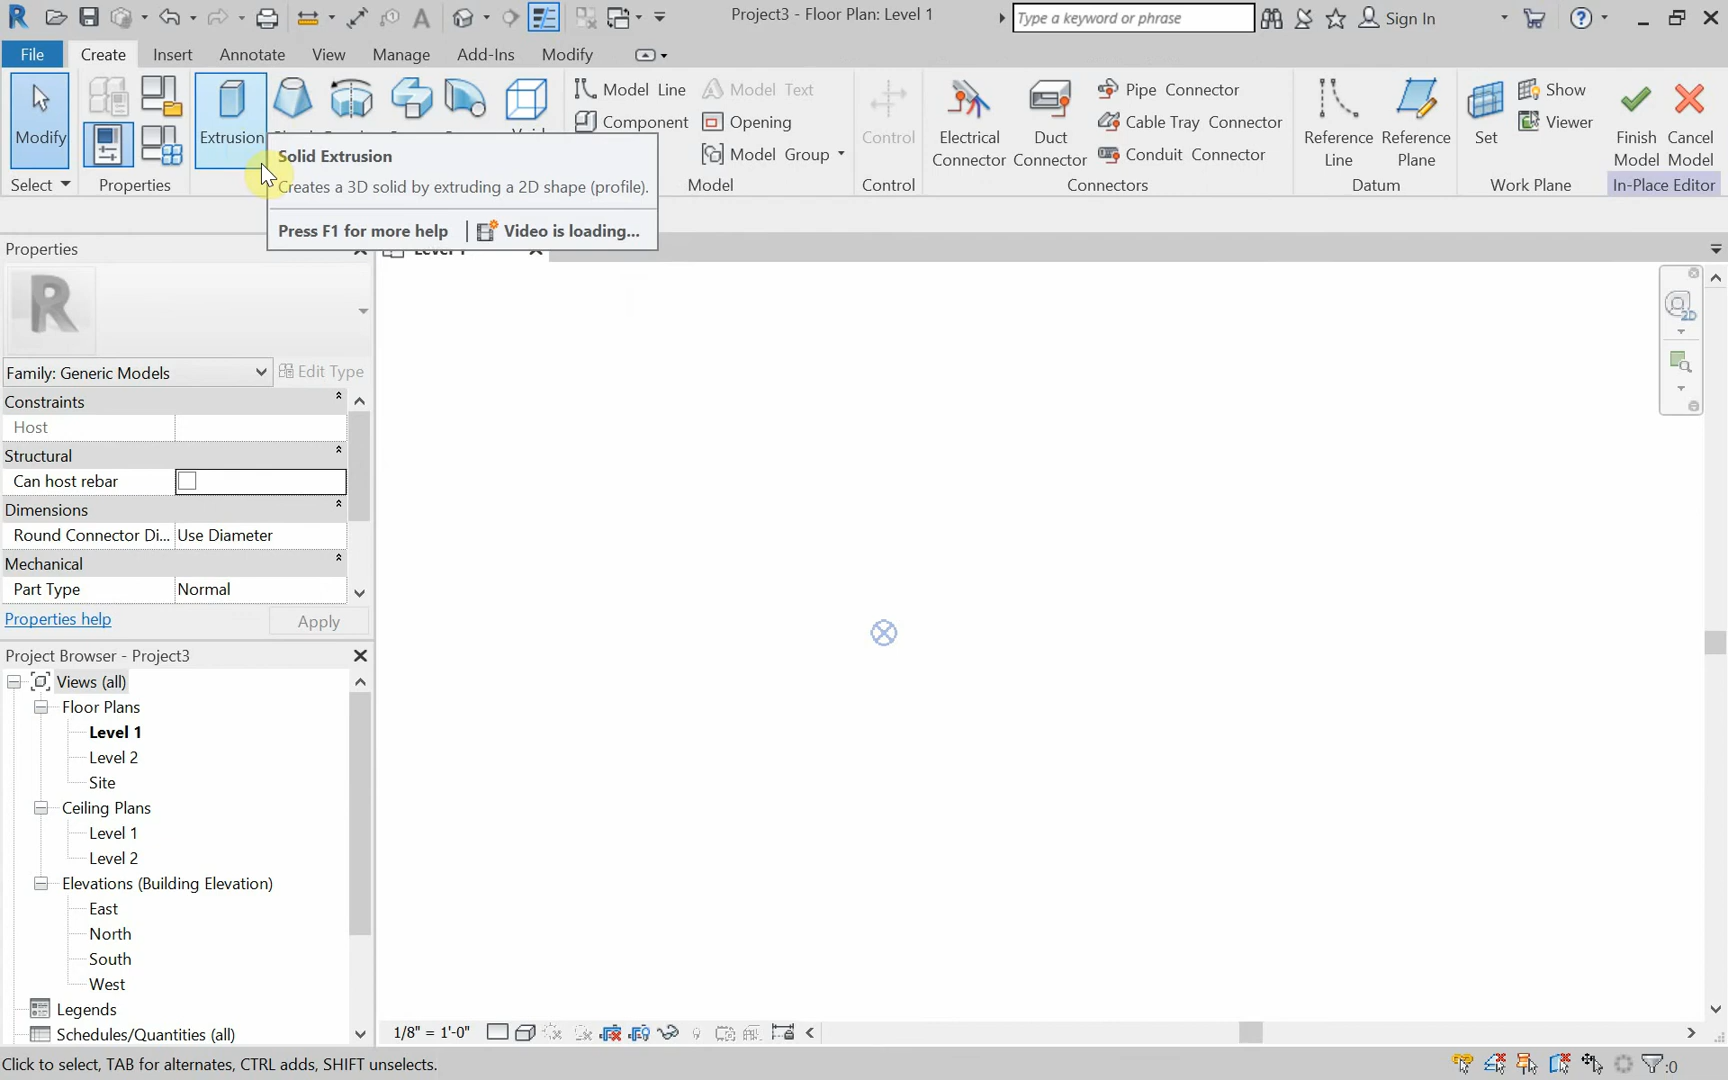 Project3 - Floor Plan: Level 1
Type a keyword or phrase
Sign In
File
Create
Insert
Annotate
View
Manage
Add-Ins
Modify
Modify
Extrusion
Model Line
Model Text
Component
Opening
Model Group
Control
Electrical Connector
Duct Connector
Pipe Connector
Cable Tray Connector
Conduit Connector
Reference Line
Reference Plane
Set
Show
Viewer
Finish Model
Cancel Model
Select
Properties
Model
Control
Connectors
Datum
Work Plane
In-Place Editor
Solid Extrusion
Creates a 3D solid by extruding a 2D shape (profile).
Press F1 for more help
Video is loading...
Properties
Level 1
R
Family: Generic Models
Edit Type
Constraints
Host
Structural
Can host rebar
Dimensions
Round Connector Di... Use Diameter
Mechanical
Part Type Normal
Properties help
Apply
Project Browser - Project3
Views (all)
Floor Plans
Level 1
Level 2
Site
Ceiling Plans
Level 1
Level 2
Elevations (Building Elevation)
East
North
South
West
Legends
Schedules/Quantities (all)
1/8" = 1'-0"
Click to select, TAB for alternates, CTRL adds, SHIFT unselects.
:0
2D